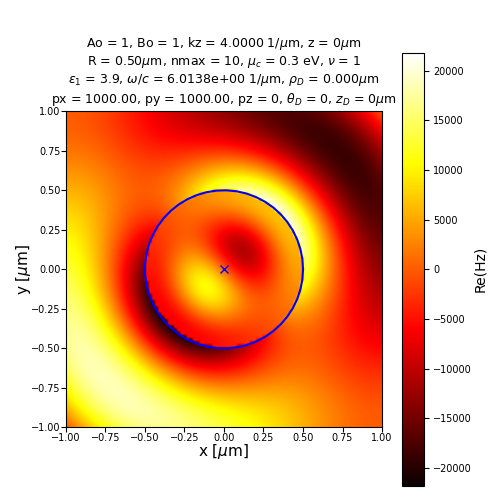 Ao = 1, Bo = 1, kz = 4.0000 1/μm, z = 0μm
R = 0.50μm, nmax = 10, μc = 0.3 eV, ν = 1
ε1 = 3.9, ω/c = 6.0138e+00 1/μm, ρD = 0.000μm
px = 1000.00, py = 1000.00, pz = 0, θD = 0, zD = 0μm
1.00
0.75
0.50
0.25
0.00
−0.25
−0.50
−0.75
−1.00
y [μm]
−1.00 −0.75 −0.50 −0.25 0.00 0.25 0.50 0.75 1.00
x [μm]
20000
15000
10000
5000
0
−5000
−10000
−15000
−20000
Re(Hz)